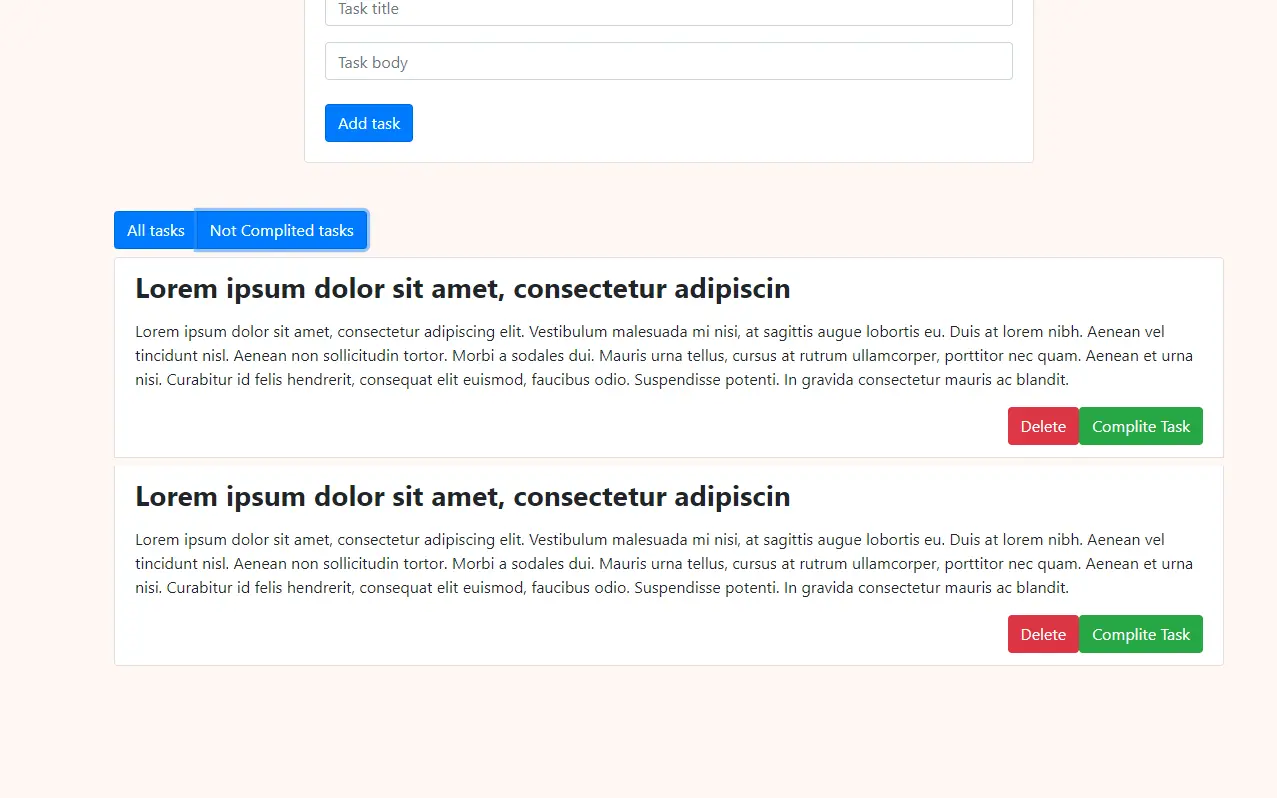 Task title
Task body
Add task
All tasks Not Complited tasks
Lorem ipsum dolor sit amet, consectetur adipiscin
Lorem ipsum dolor sit amet, consectetur adipiscing elit. Vestibulum malesuada mi nisi, at sagittis augue lobortis eu. Duis at lorem nibh. Aenean vel
tincidunt nisl. Aenean non sollicitudin tortor. Morbi a sodales dui. Mauris urna tellus, cursus at rutrum ullamcorper, porttitor nec quam. Aenean et urna
nisi. Curabitur id felis hendrerit, consequat elit euismod, faucibus odio. Suspendisse potenti. In gravida consectetur mauris ac blandit.
Delete Complite Task
Lorem ipsum dolor sit amet, consectetur adipiscin
Lorem ipsum dolor sit amet, consectetur adipiscing elit. Vestibulum malesuada mi nisi, at sagittis augue lobortis eu. Duis at lorem nibh. Aenean vel
tincidunt nisl. Aenean non sollicitudin tortor. Morbi a sodales dui. Mauris urna tellus, cursus at rutrum ullamcorper, porttitor nec quam. Aenean et urna
nisi. Curabitur id felis hendrerit, consequat elit euismod, faucibus odio. Suspendisse potenti. In gravida consectetur mauris ac blandit.
Delete Complite Task